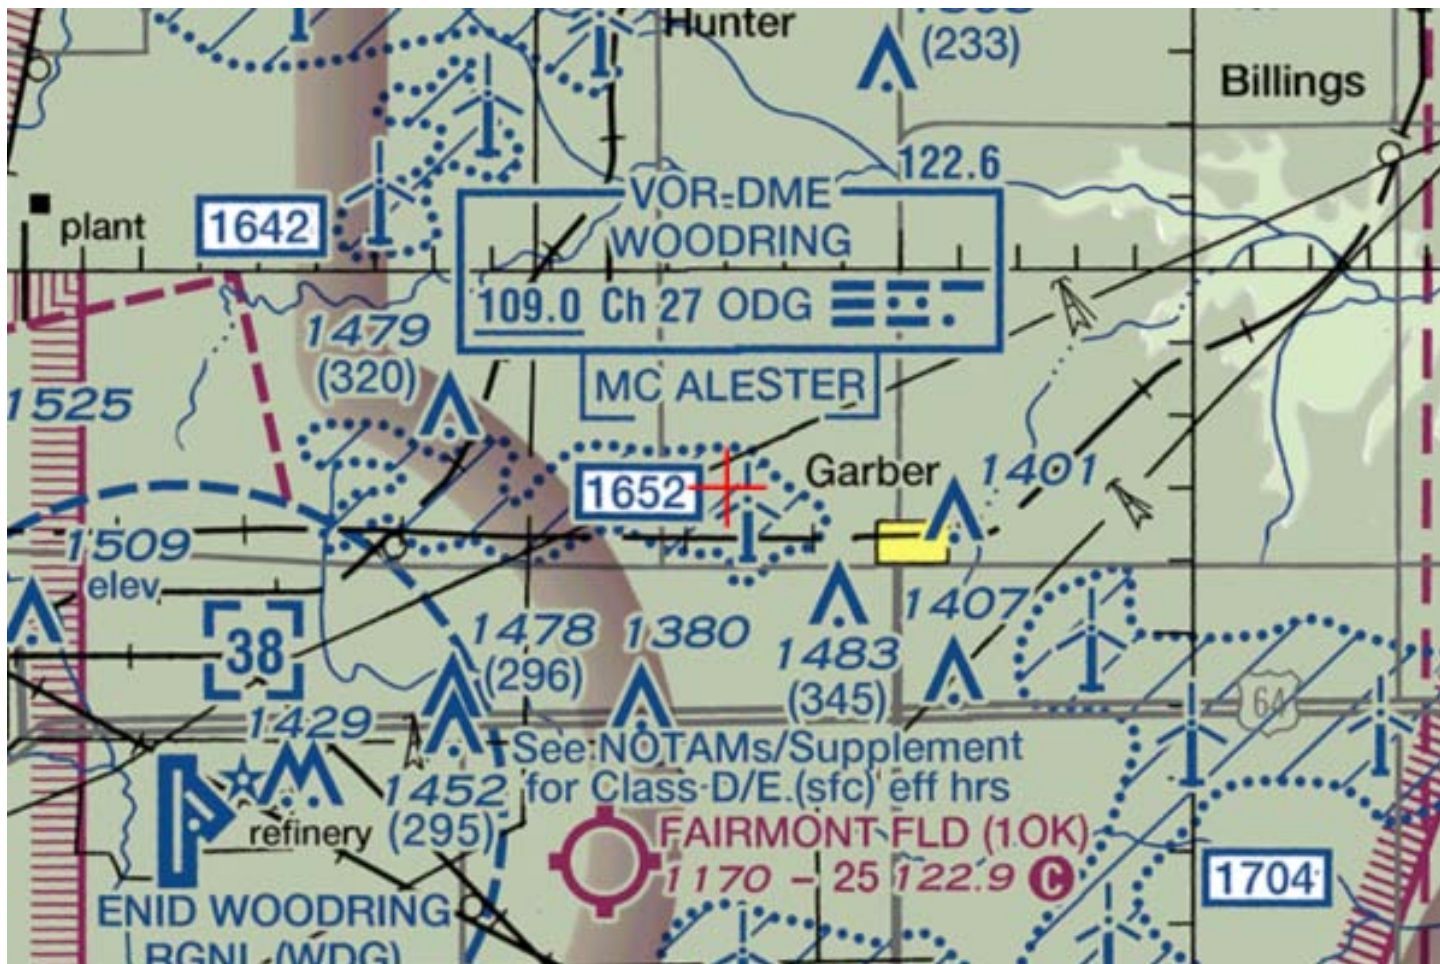 Hunter
(233)
Billings
122.6
VOR-DME
WOODRING
109.0 Ch 27 ODG
MC ALESTER
plant
1642
1479
(320)
1525
1652
Garber
1401
1509
elev
38
1478
(296)
1380
1483
(345)
1407
64
1429
1452
(295)
See NOTAMs/Supplement
for Class D/E (sfc) eff hrs
refinery
FAIRMONT FLD (1OK)
1170 - 25 122.9 C
1704
ENID WOODRING
RGNL (WDG)